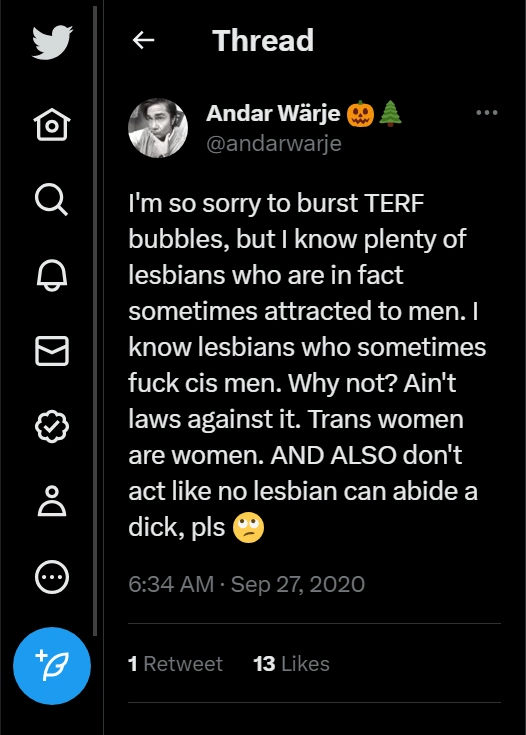 Thread
Andar Wärje 🎃🌲
@andarwarje
I'm so sorry to burst TERF
bubbles, but I know plenty of
lesbians who are in fact
sometimes attracted to men. I
know lesbians who sometimes
fuck cis men. Why not? Ain't
laws against it. Trans women
are women. AND ALSO don't
act like no lesbian can abide a
dick, pls 🙄
6:34 AM · Sep 27, 2020
1 Retweet 13 Likes